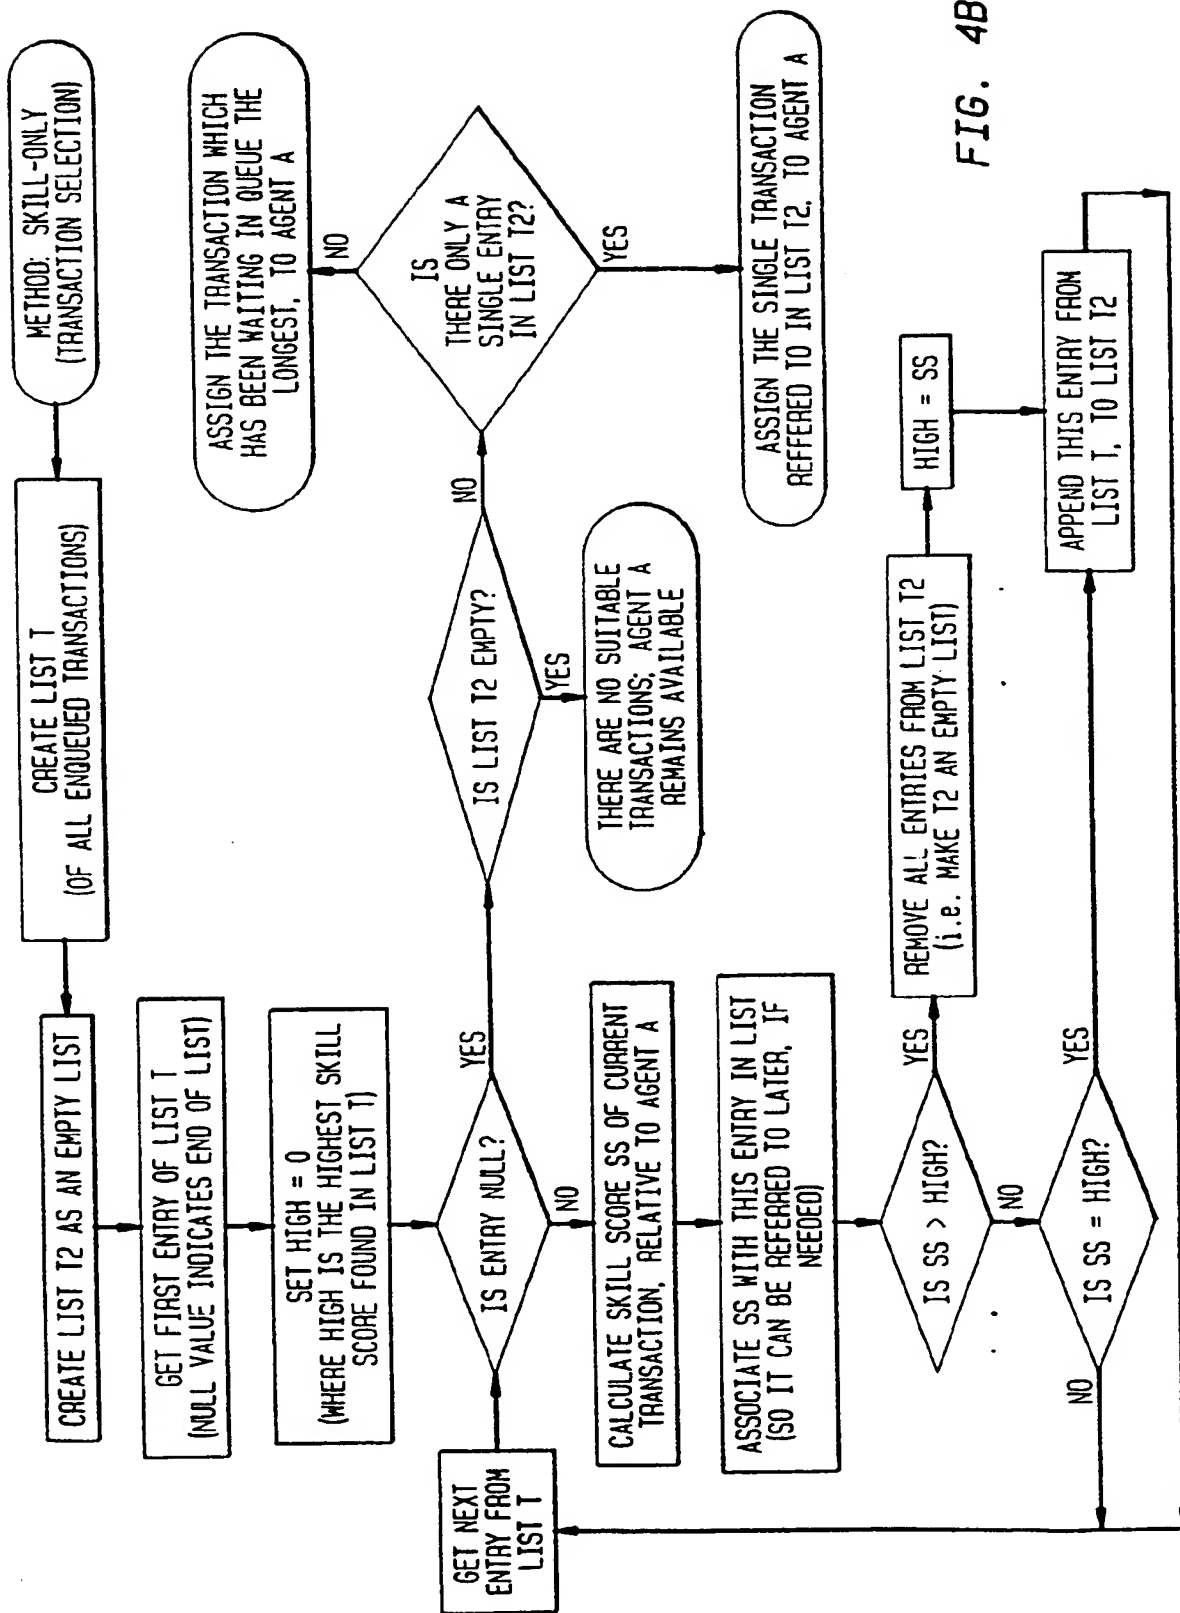 METHOD: SKILL-ONLY
(TRANSACTION SELECTION)
CREATE LIST T
(OF ALL ENQUEUED TRANSACTIONS)
CREATE LIST T2 AS AN EMPTY LIST
GET FIRST ENTRY OF LIST T
(NULL VALUE INDICATES END OF LIST)
SET HIGH = 0
(WHERE HIGH IS THE HIGHEST SKILL
SCORE FOUND IN LIST T)
GET NEXT
ENTRY FROM
LIST T
IS ENTRY NULL?
YES
NO
IS LIST T2 EMPTY?
NO
YES
THERE ARE NO SUITABLE
TRANSACTIONS; AGENT A
REMAINS AVAILABLE
IS
THERE ONLY A
SINGLE ENTRY
IN LIST T2?
NO
YES
ASSIGN THE TRANSACTION WHICH
HAS BEEN WAITING IN QUEUE THE
LONGEST, TO AGENT A
ASSIGN THE SINGLE TRANSACTION
REFFERED TO IN LIST T2, TO AGENT A
CALCULATE SKILL SCORE SS OF CURRENT
TRANSACTION, RELATIVE TO AGENT A
ASSOCIATE SS WITH THIS ENTRY IN LIST
(SO IT CAN BE REFERRED TO LATER, IF
NEEDED)
IS SS > HIGH?
YES
NO
REMOVE ALL ENTRIES FROM LIST T2
(i.e. MAKE T2 AN EMPTY LIST)
HIGH = SS
IS SS = HIGH?
YES
NO
APPEND THIS ENTRY FROM
LIST T, TO LIST T2
FIG. 4B